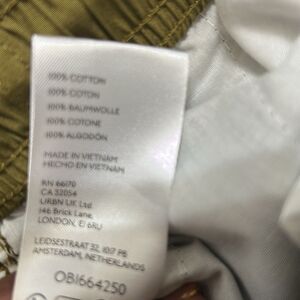 100% COTTON
100% COTON
100% BAUMWOLLE
100% COTONE
100% ALGODÓN
MADE IN VIETNAM
HECHO EN VIETNAM
RN 66170
CA 32054
URBN UK Ltd.
146 Brick Lane,
LONDON, E1 6RU
LEIDSESTRAAT 32, 1017 PB
AMSTERDAM, NETHERLANDS
OB1664250